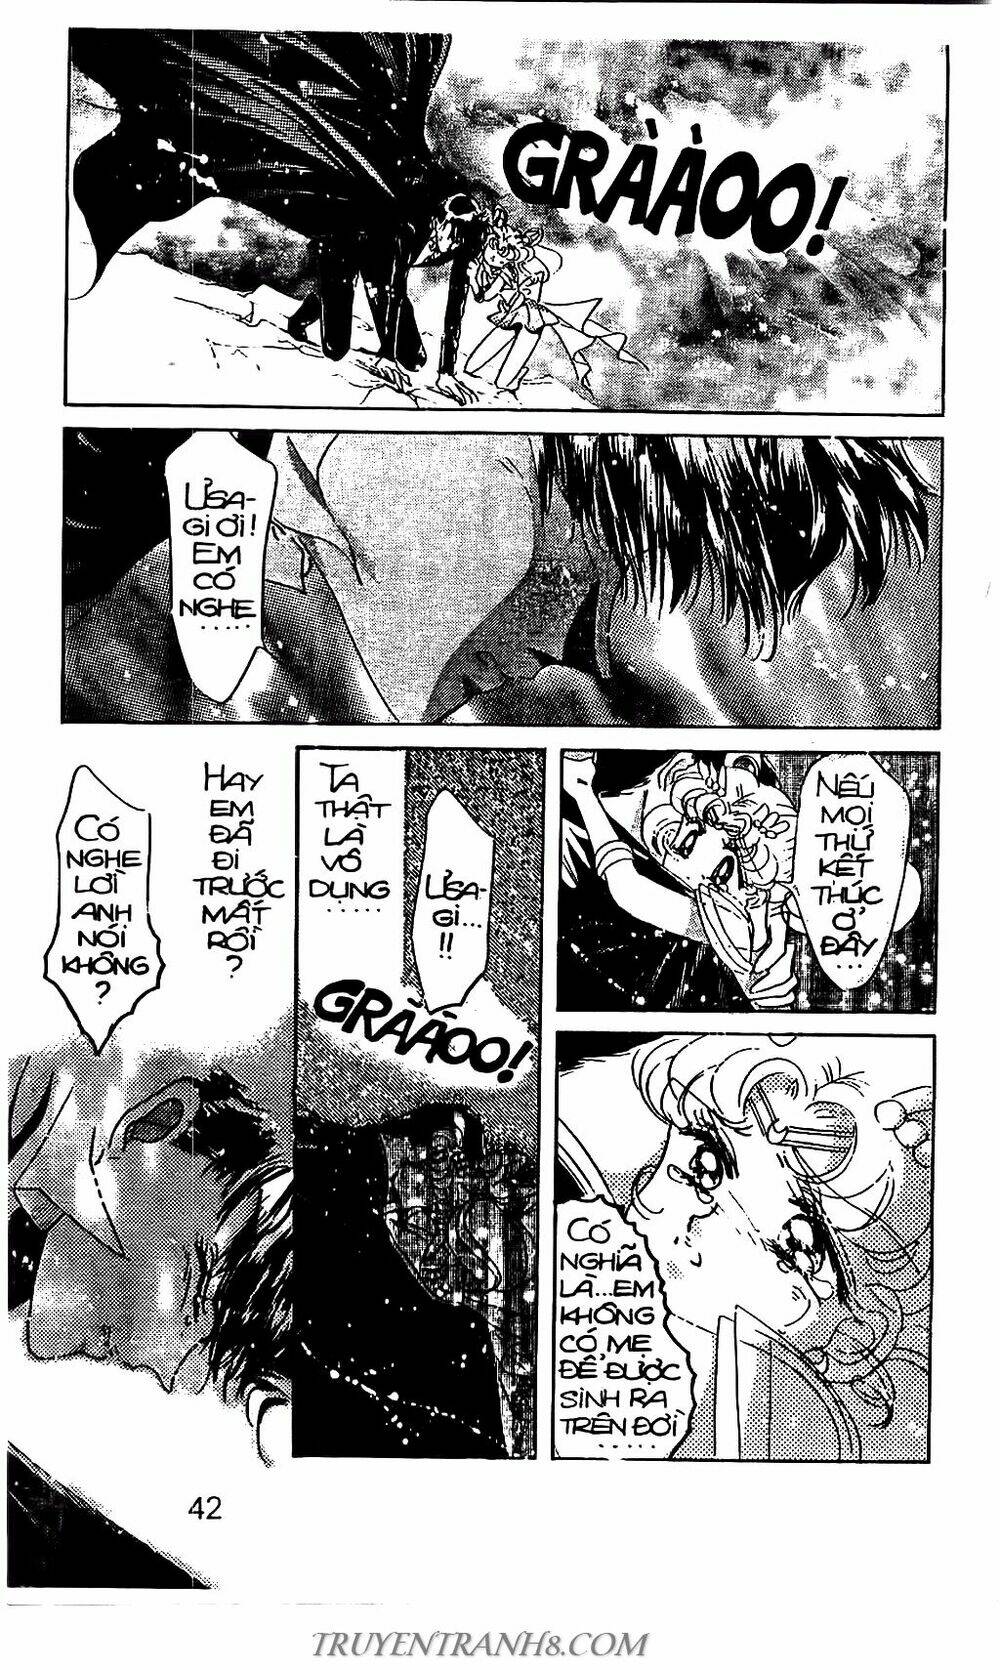 GRÀÀOO!
ỦSA-
GI ƠI!
EM
CÓ
NGHE
.....
NẾU
MỌI
THỨ
KẾT
THÚC
Ở
ĐÂY
...
CÓ
NGHĨA
LÀ...EM
KHÔNG
CÓ MẸ
ĐỂ ĐƯỢC
SINH RA
TRÊN ĐỜI
.....
ỦSA-
GI...
!!
TA
THẬT
LÀ
VÔ
DỤNG
.....
GRÀÀOO!
HAY
EM
ĐÃ
ĐI
TRƯỚC
MẤT
RỒI
?
CÓ
NGHE
LỜI
ANH
NÓI
KHÔNG
?
42
TRUYENTRANH8.COM